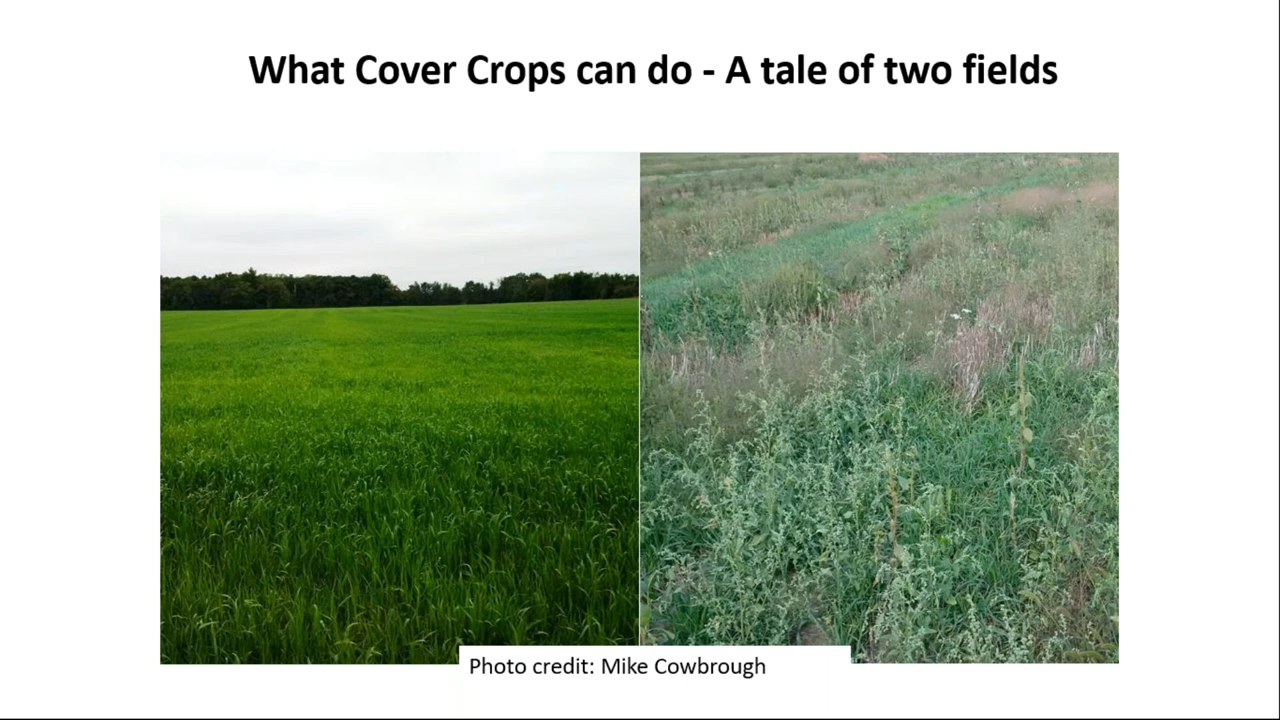 What Cover Crops can do - A tale of two fields
Photo credit: Mike Cowbrough